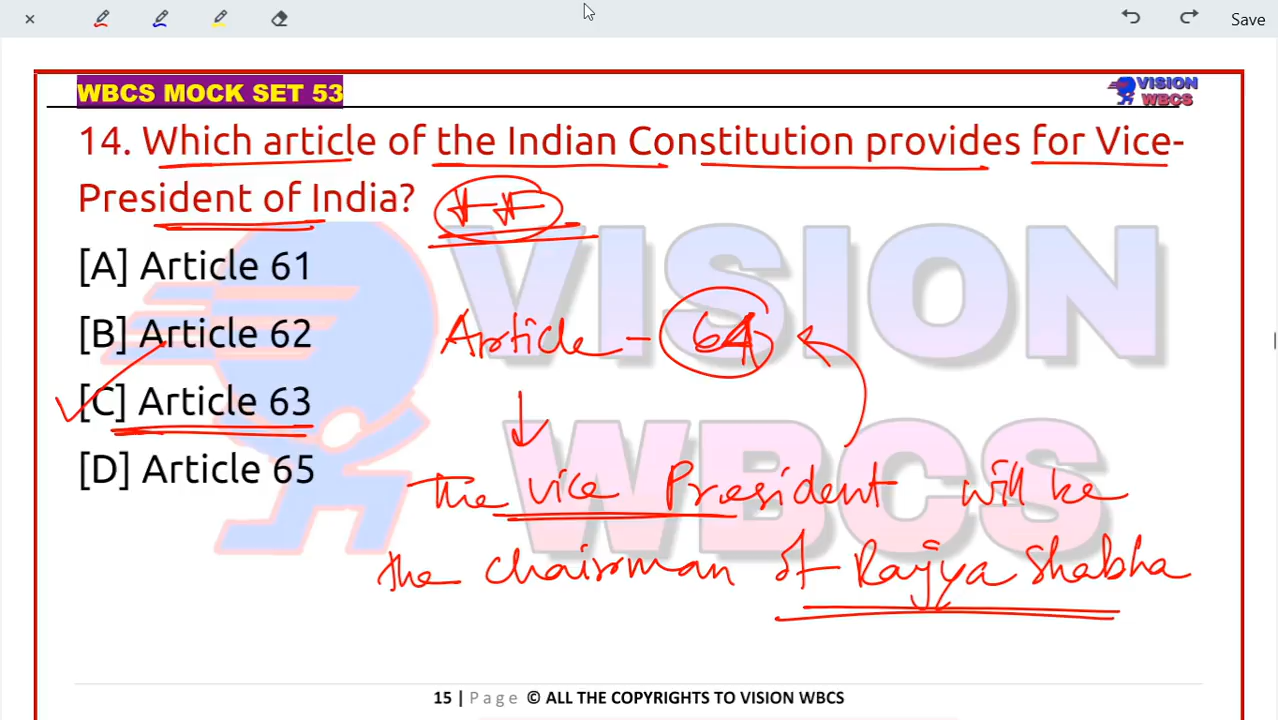 Save
WBCS MOCK SET 53
VISION
WBCS
14. Which article of the Indian Constitution provides for Vice-
President of India?
[A] Article 61
[B] Article 62
[C] Article 63
[D] Article 65
Article - 64
the vice President will be
the chairman of Rajya Shabha
VISION
WBCS
15 | Page © ALL THE COPYRIGHTS TO VISION WBCS